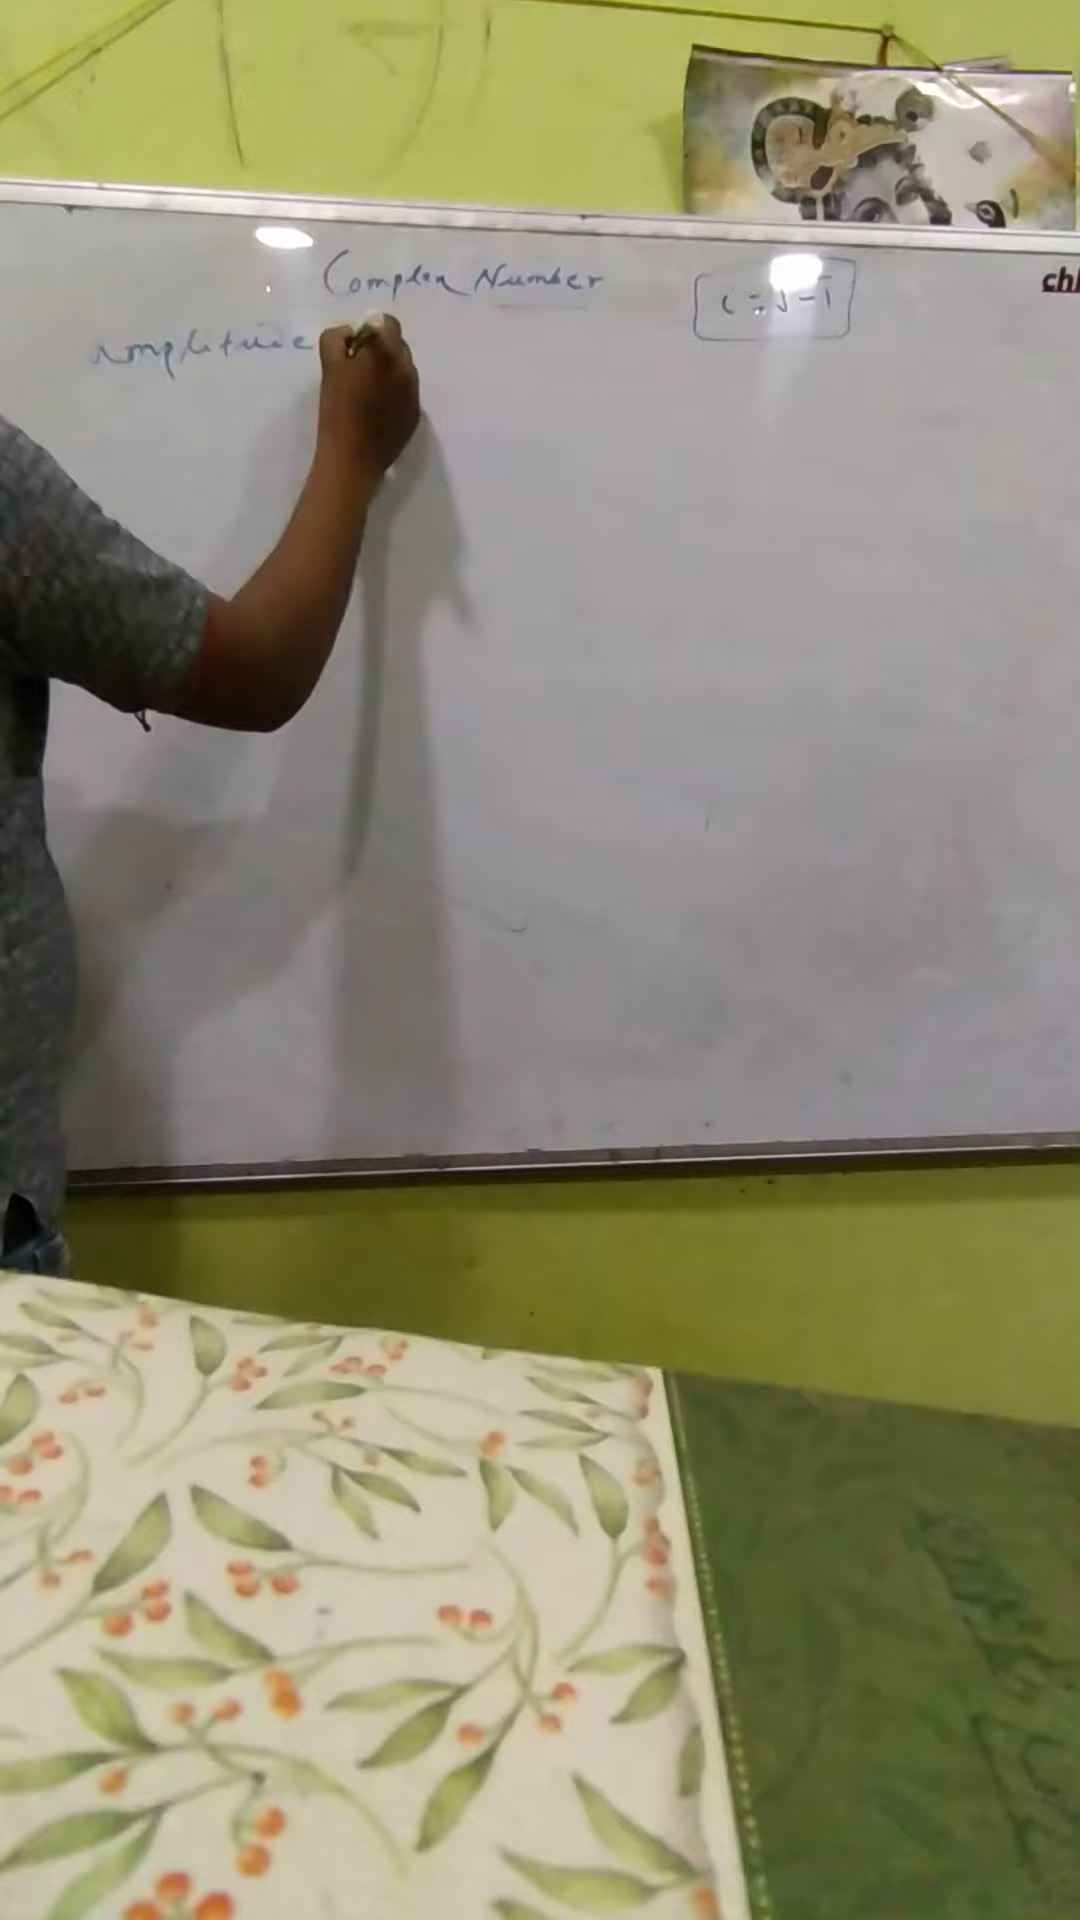 Complex Number
i = √-1
Amplitude